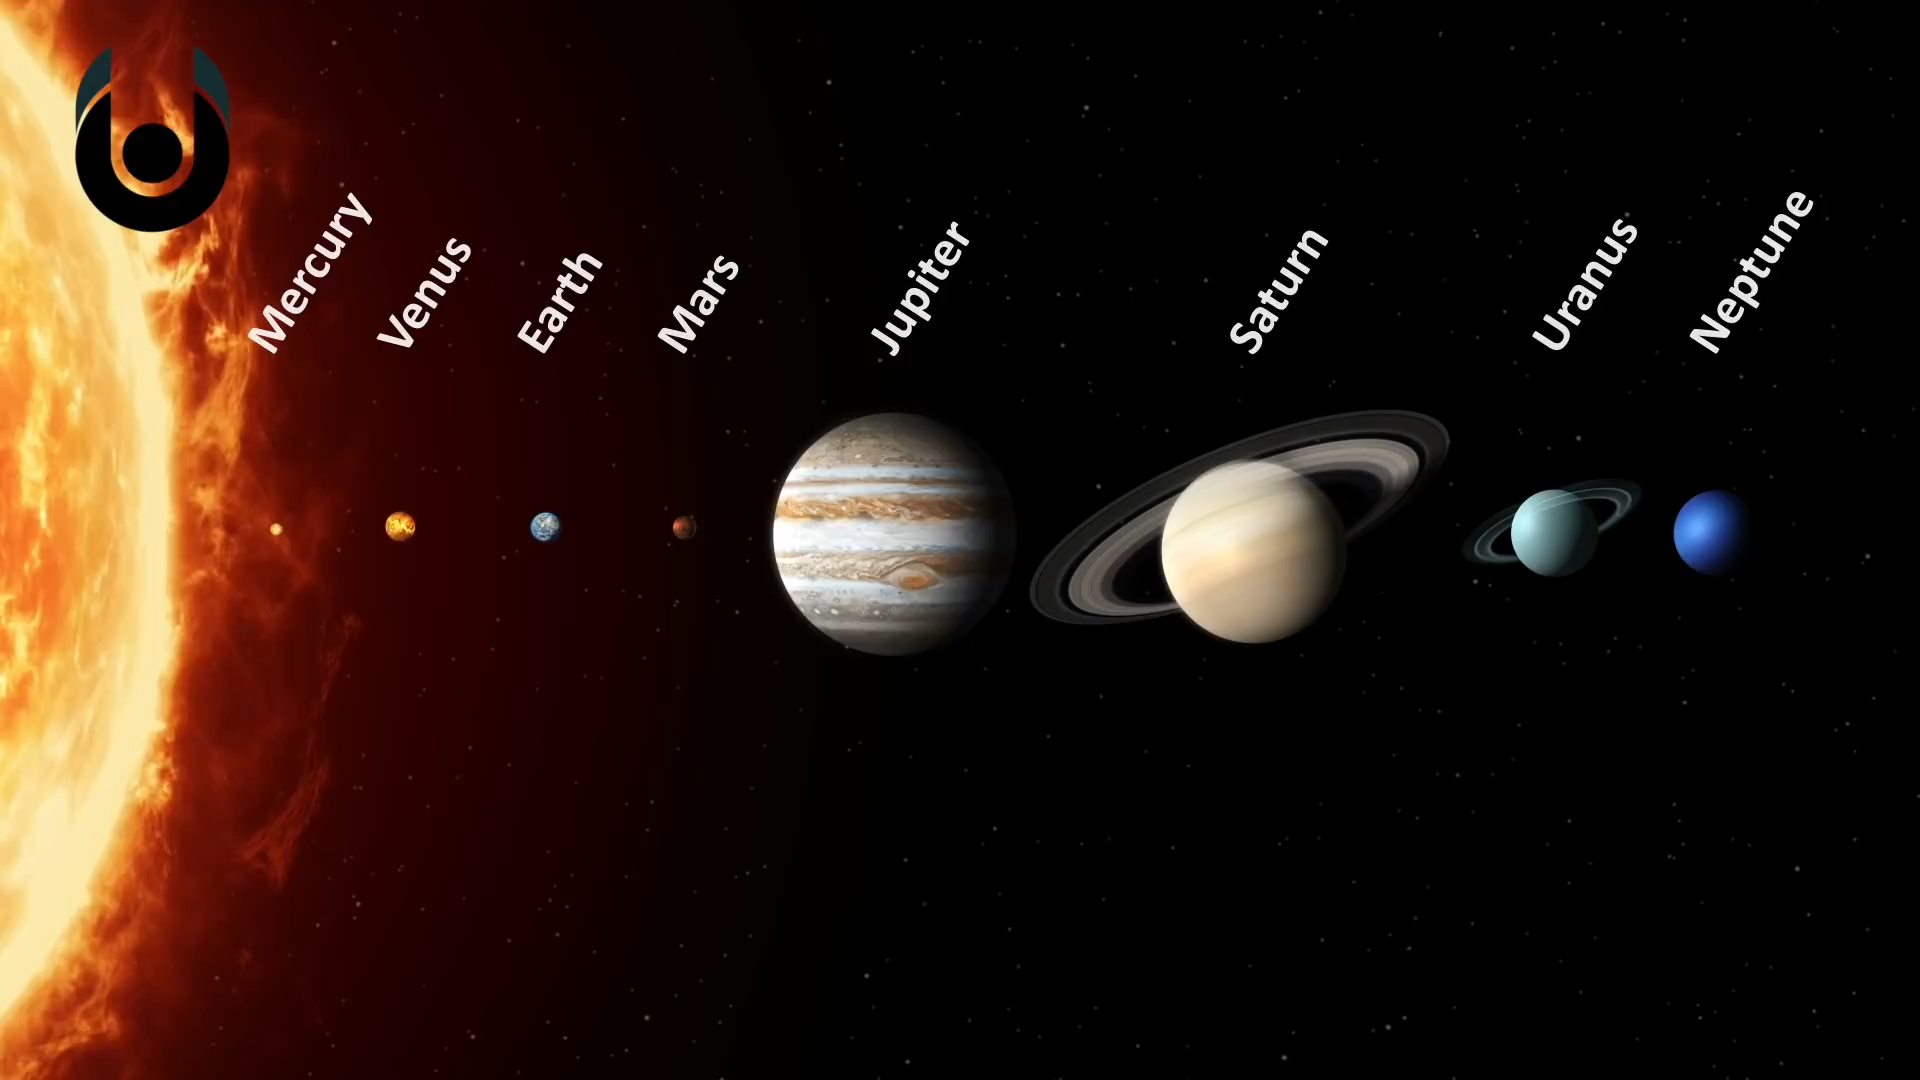 Mercury
Venus
Earth
Mars
Jupiter
Saturn
Uranus
Neptune